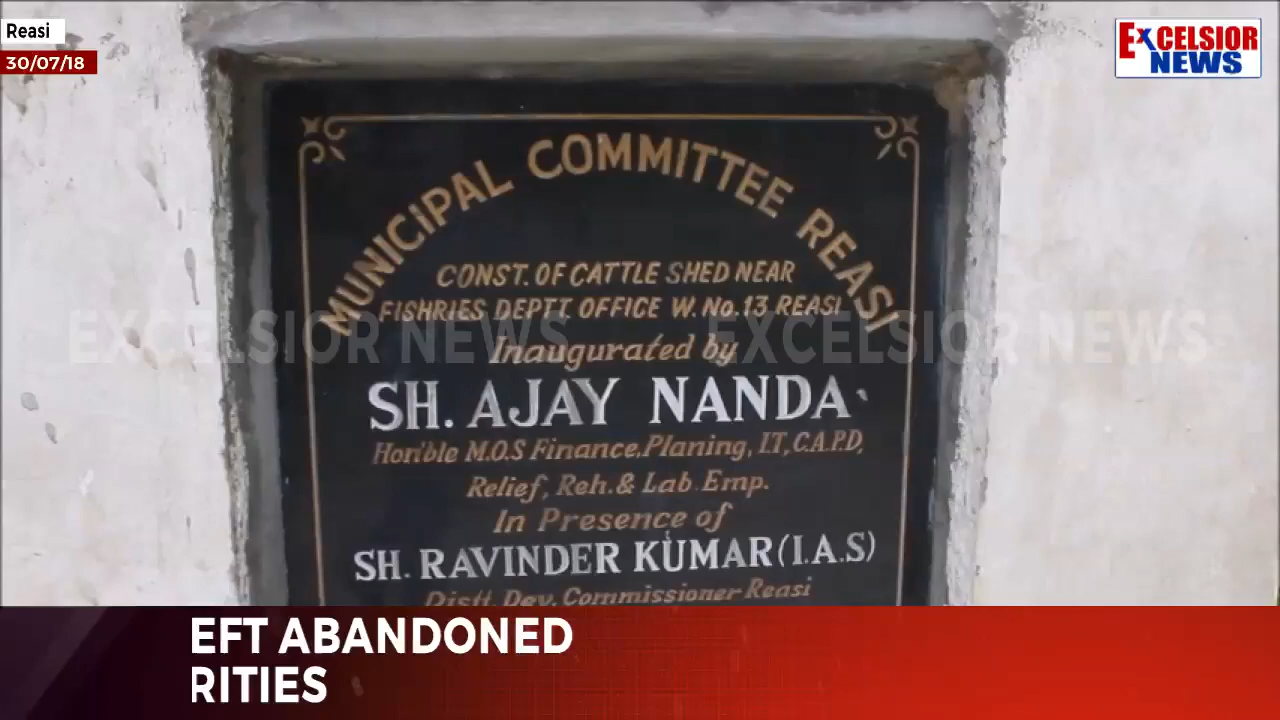 Reasi
30/07/18
EXCELSIOR
NEWS
MUNICIPAL COMMITTEE REASI
CONST. OF CATTLE SHED NEAR
FISHRIES DEPTT. OFFICE W. No. 13 REASI
EXCELSIOR NEWS EXCELSIOR NEWS
Inaugurated by
SH. AJAY NANDA
Hon'ble M.O.S Finance, Planing, I.T, C.A.P.D,
Relief, Reh. & Lab. Emp.
In Presence of
SH. RAVINDER KUMAR (I.A.S)
Distt. Dev. Commissioner Reasi
EFT ABANDONED
RITIES